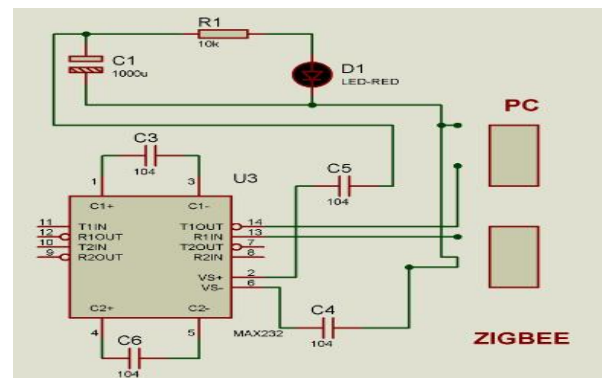 R1
10k
C1
1000u
D1
LED-RED
PC
C3
104
U3
C5
104
1
3
C1+
C1-
11
T1IN
T1OUT
14
12
R1OUT
R1IN
13
10
T2IN
T2OUT
7
9
R2OUT
R2IN
8
VS+
2
VS-
6
C2+
C2-
4
5
MAX232
C4
104
C6
104
ZIGBEE